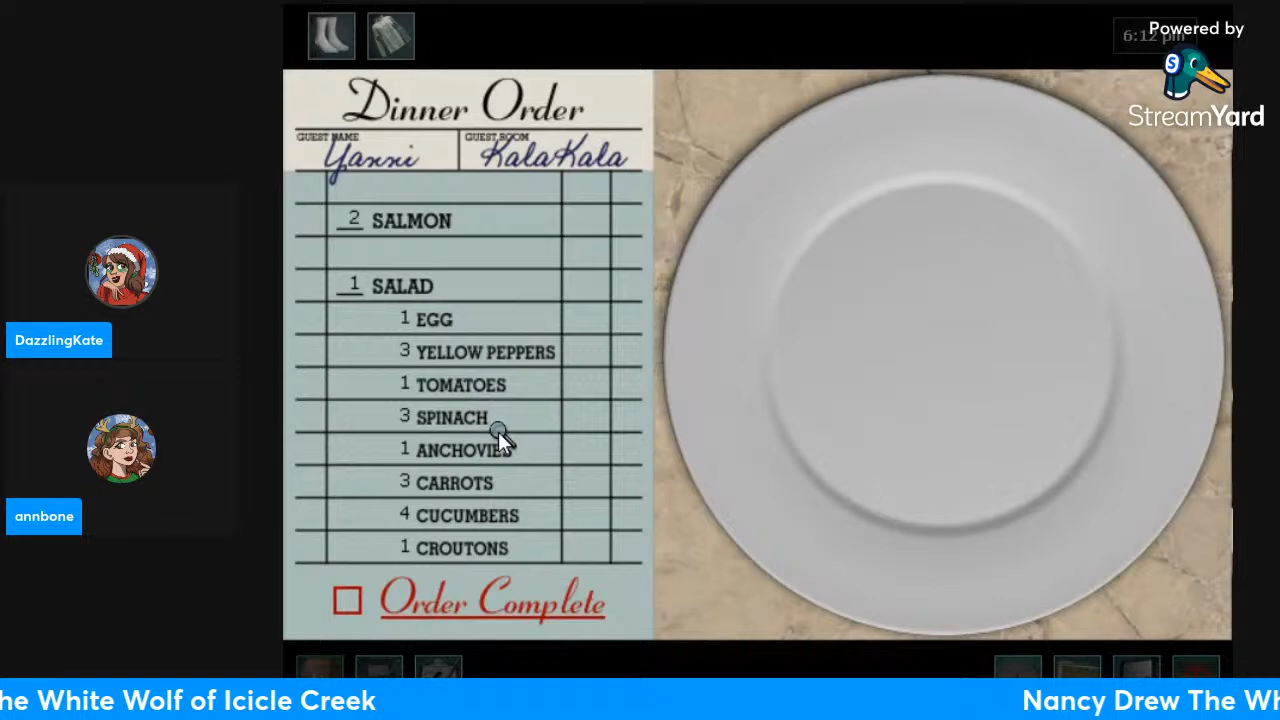 6:12 pm
Powered by
S
StreamYard
Dinner Order
GUEST NAME
GUEST ROOM
Yanni
KalaKala
2 SALMON
1 SALAD
1 EGG
3 YELLOW PEPPERS
1 TOMATOES
3 SPINACH
1 ANCHOVIES
3 CARROTS
4 CUCUMBERS
1 CROUTONS
Order Complete
DazzlingKate
annbone
he White Wolf of Icicle Creek
Nancy Drew The Wh